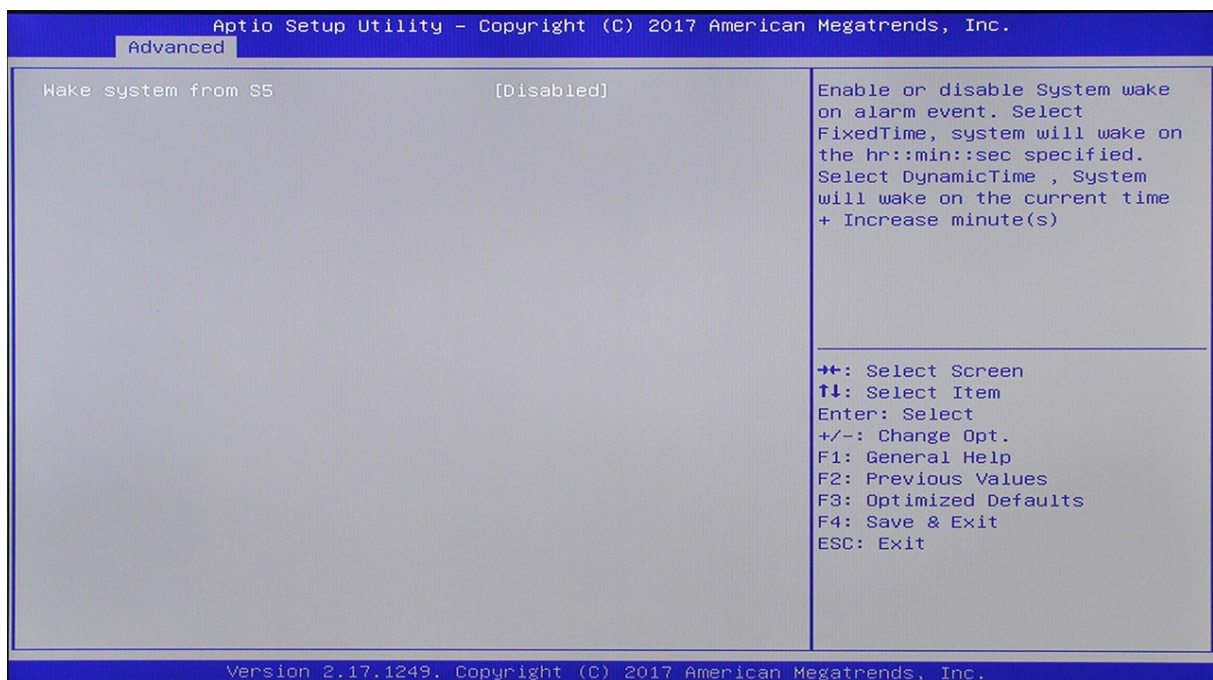 Aptio Setup Utility – Copyright (C) 2017 American Megatrends, Inc.
Advanced
Wake system from S5 [Disabled]
Enable or disable System wake
on alarm event. Select
FixedTime, system will wake on
the hr::min::sec specified.
Select DynamicTime , System
will wake on the current time
+ Increase minute(s)
→←: Select Screen
↑↓: Select Item
Enter: Select
+/-: Change Opt.
F1: General Help
F2: Previous Values
F3: Optimized Defaults
F4: Save & Exit
ESC: Exit
Version 2.17.1249. Copyright (C) 2017 American Megatrends, Inc.